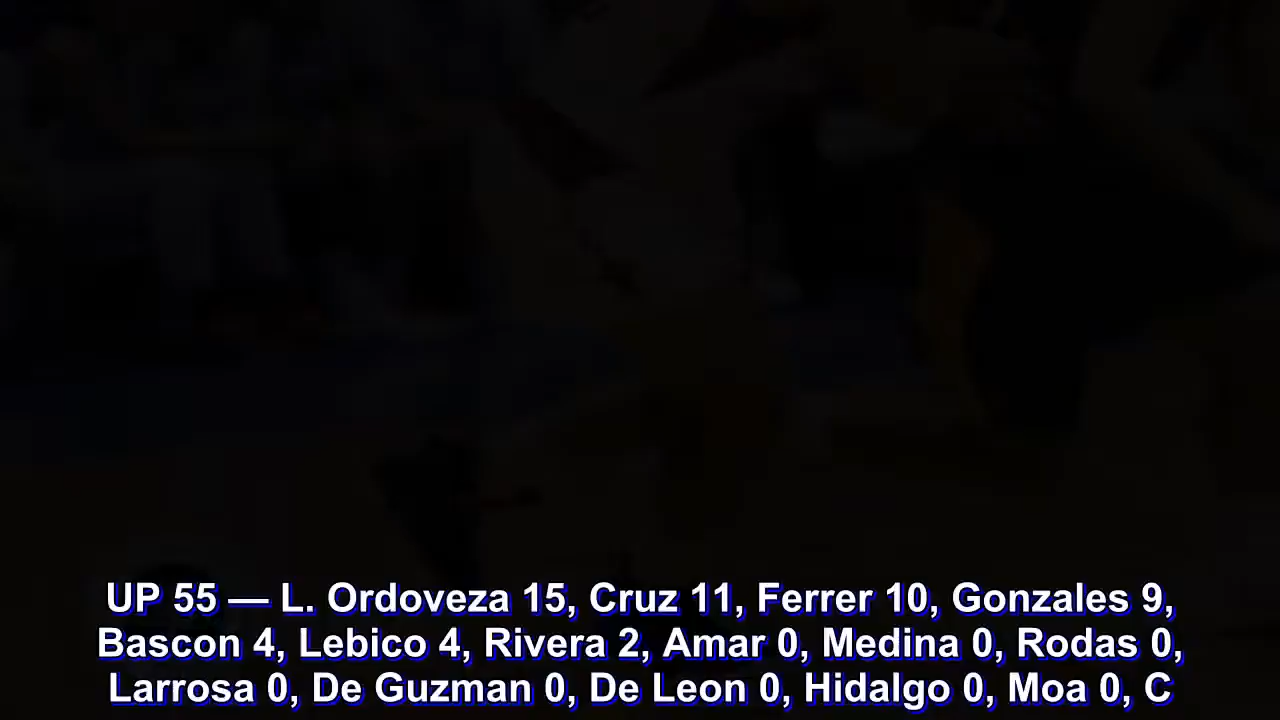 UP 55 — L. Ordoveza 15, Cruz 11, Ferrer 10, Gonzales 9,
Bascon 4, Lebico 4, Rivera 2, Amar 0, Medina 0, Rodas 0,
Larrosa 0, De Guzman 0, De Leon 0, Hidalgo 0, Moa 0, C